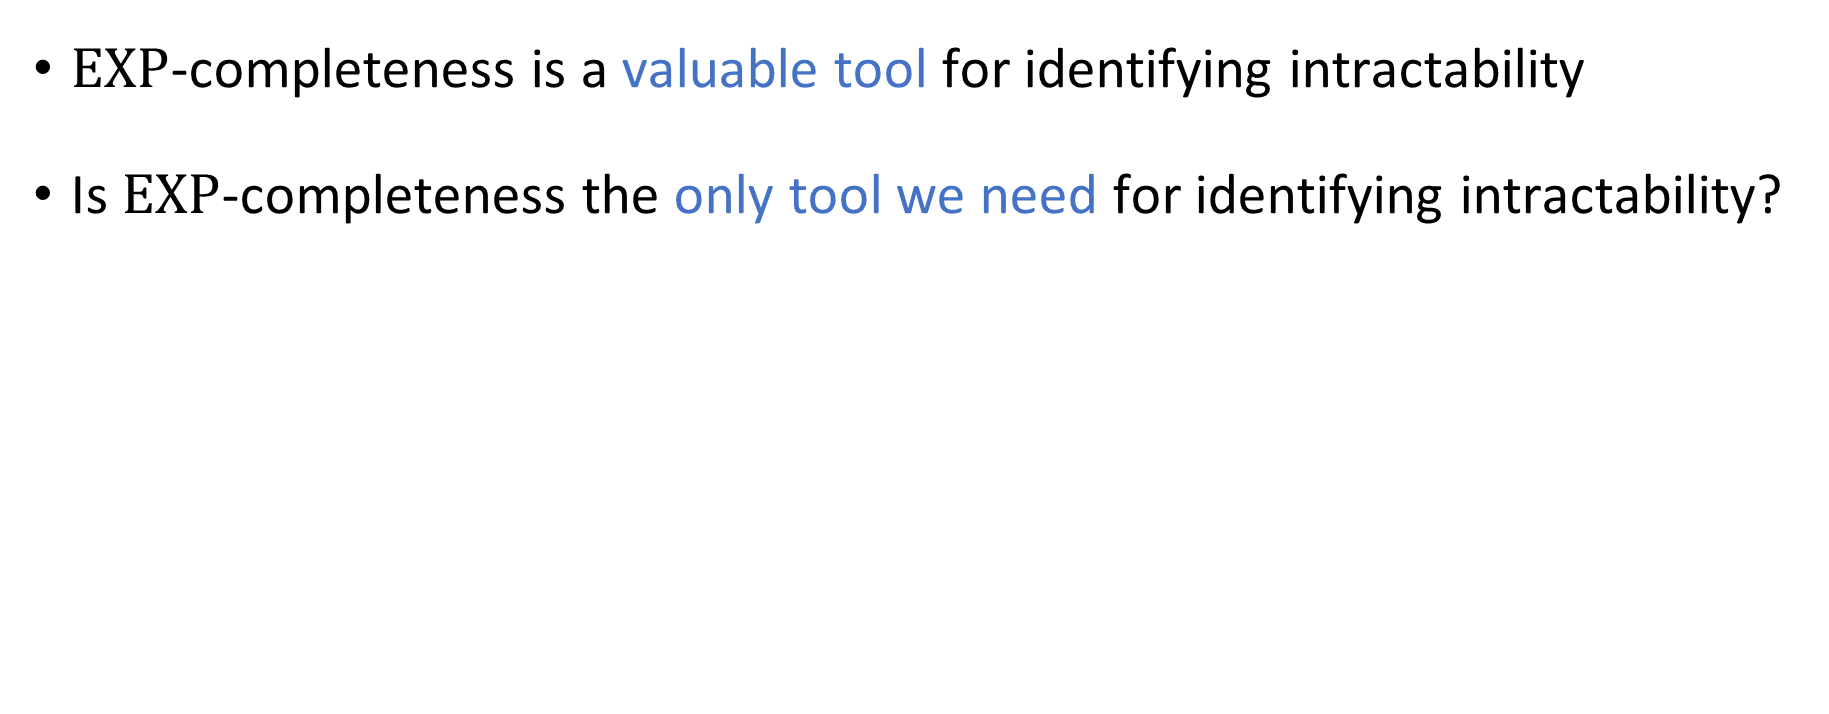 • EXP-completeness is a valuable tool for identifying intractability
• Is EXP-completeness the only tool we need for identifying intractability?